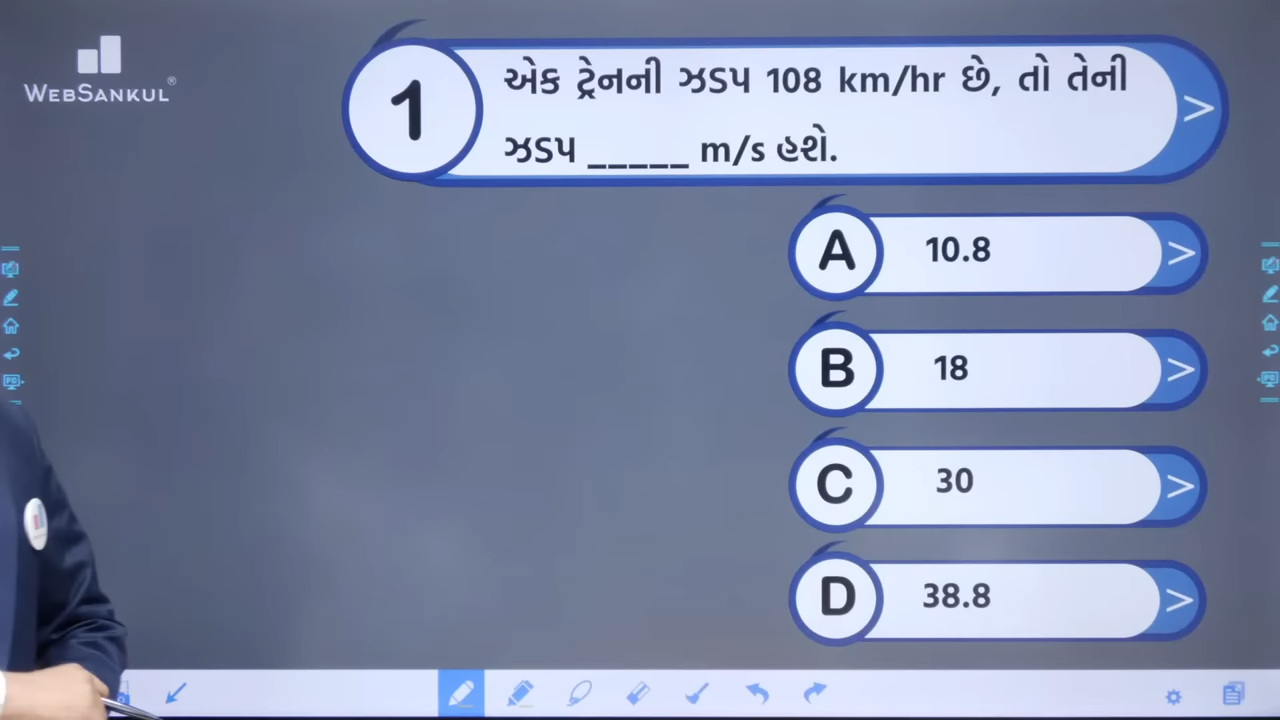 WEBSANKUL®
1
એક ટ્રેનની ઝડપ 108 km/hr છે, તો તેની
ઝડપ _____ m/s હશે.
A
10.8
B
18
C
30
D
38.8